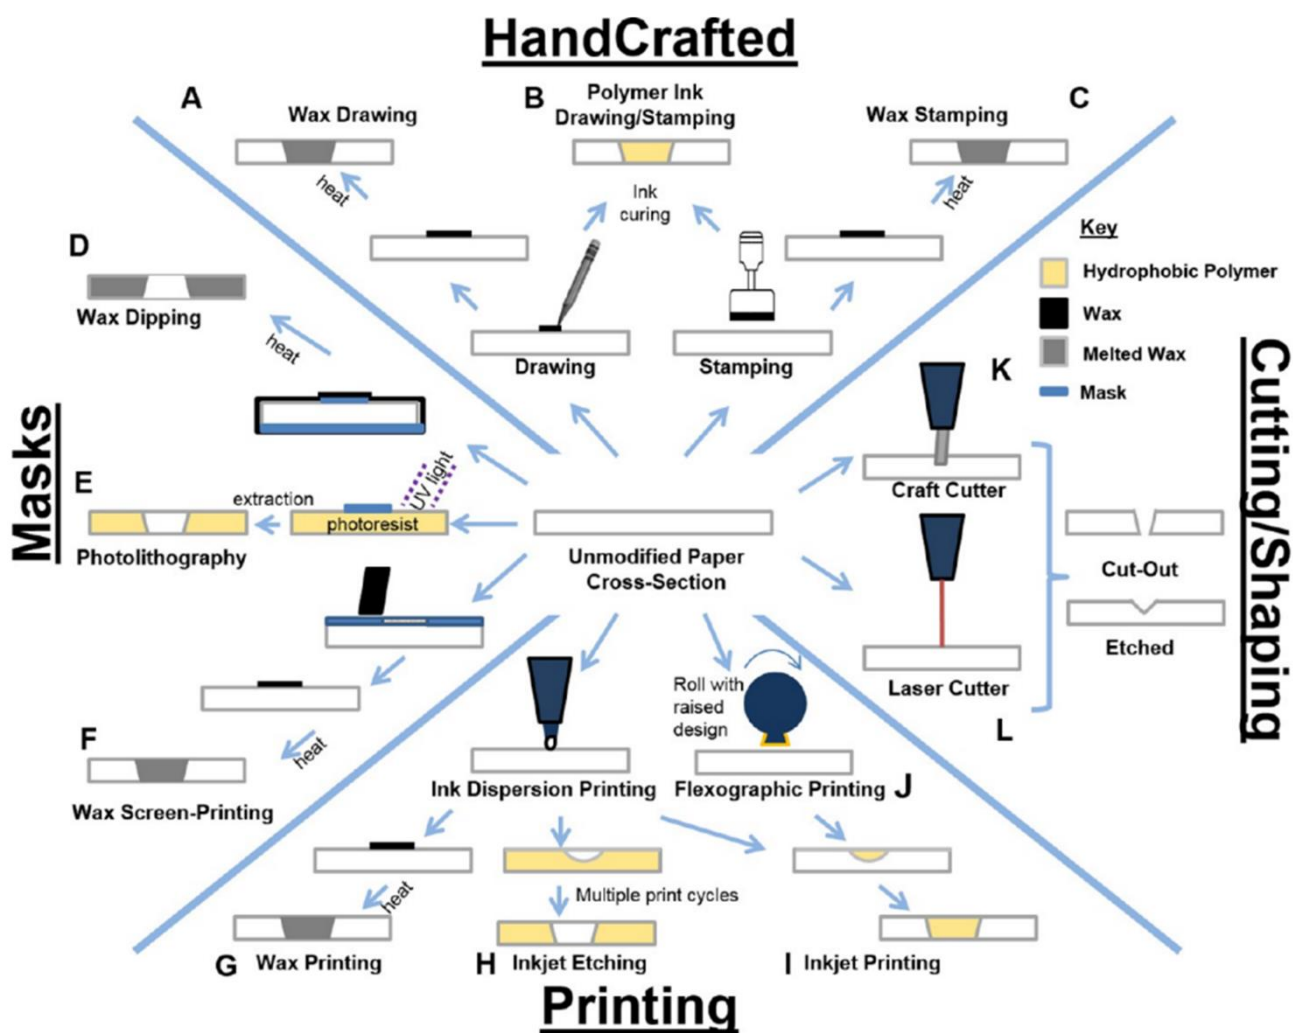 HandCrafted
A
Wax Drawing
heat
B
Polymer Ink
Drawing/Stamping
Ink
curing
C
Wax Stamping
heat
Drawing
Stamping
Key
Hydrophobic Polymer
Wax
Melted Wax
Mask
Masks
D
Wax Dipping
heat
E
extraction
UV light
photoresist
Photolithography
F
heat
Wax Screen-Printing
Unmodified Paper
Cross-Section
Cutting/Shaping
K
Craft Cutter
Cut-Out
Etched
Laser Cutter
L
Ink Dispersion Printing
Roll with
raised
design
Flexographic Printing
J
heat
Multiple print cycles
G
Wax Printing
H
Inkjet Etching
I
Inkjet Printing
Printing